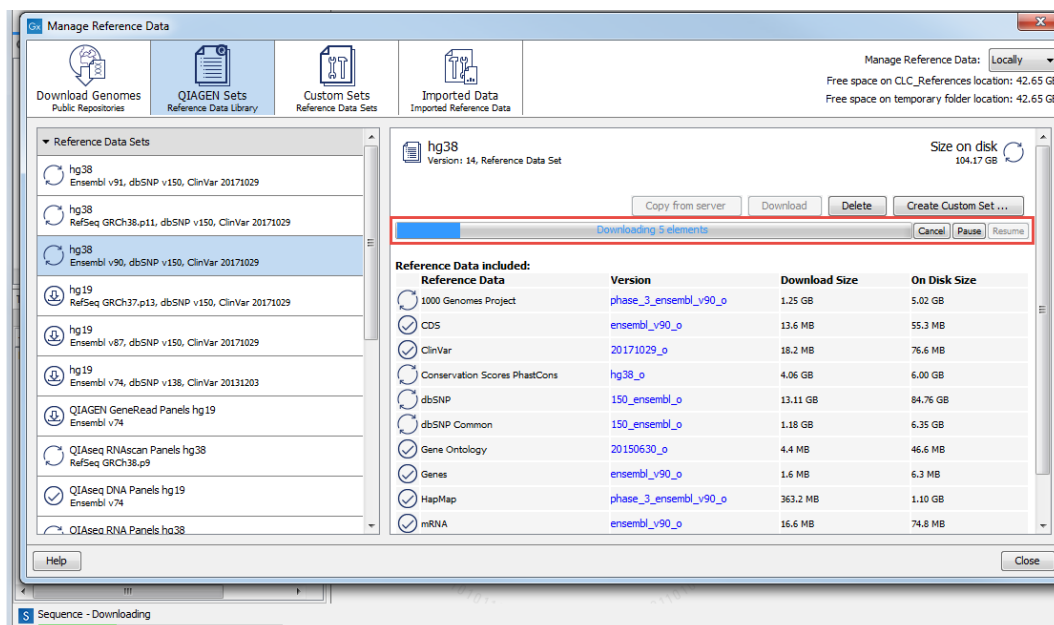 Gx Manage Reference Data
x
Download Genomes
Public Repositories
QIAGEN Sets
Reference Data Library
Custom Sets
Reference Data Sets
Imported Data
Imported Reference Data
Manage Reference Data: Locally
Free space on CLC_References location: 42.65 GB
Free space on temporary folder location: 42.65 GB
Reference Data Sets
hg38
Ensembl v91, dbSNP v150, ClinVar 20171029
hg38
RefSeq GRCh38.p11, dbSNP v150, ClinVar 20171029
hg38
Ensembl v90, dbSNP v150, ClinVar 20171029
hg19
RefSeq GRCh37.p13, dbSNP v150, ClinVar 20171029
hg19
Ensembl v87, dbSNP v150, ClinVar 20171029
hg19
Ensembl v74, dbSNP v138, ClinVar 20131203
QIAGEN GeneRead Panels hg19
Ensembl v74
QIAseq RNAscan Panels hg38
RefSeq GRCh38.p9
QIAseq DNA Panels hg19
Ensembl v74
QIAseq RNA Panels hg38
hg38
Version: 14, Reference Data Set
Size on disk
104.17 GB
Copy from server Download Delete Create Custom Set ...
Downloading 5 elements Cancel Pause Resume
Reference Data included:
Reference Data Version Download Size On Disk Size
1000 Genomes Project phase_3_ensembl_v90_o 1.25 GB 5.02 GB
CDS ensembl_v90_o 13.6 MB 55.3 MB
ClinVar 20171029_o 18.2 MB 76.6 MB
Conservation Scores PhastCons hg38_o 4.06 GB 6.00 GB
dbSNP 150_ensembl_o 13.11 GB 84.76 GB
dbSNP Common 150_ensembl_o 1.18 GB 6.35 GB
Gene Ontology 20150630_o 4.4 MB 46.6 MB
Genes ensembl_v90_o 1.6 MB 6.3 MB
HapMap phase_3_ensembl_v90_o 363.2 MB 1.10 GB
mRNA ensembl_v90_o 16.6 MB 74.8 MB
Help Close
S Sequence - Downloading